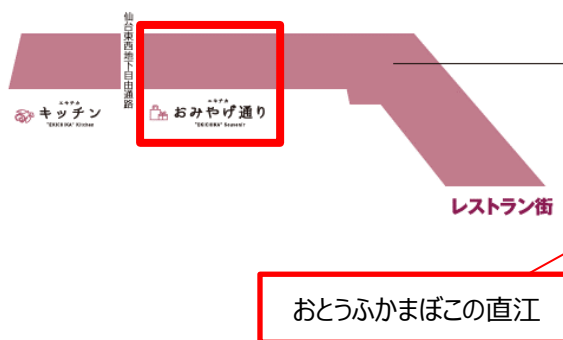 仙台東西地下自由通路
エキチカ
キッチン
"EKICHIKA" Kitchen
エキチカ
おみやげ通り
"EKICHIKA" Souvenir
レストラン街
おとうふかまぼこの直江